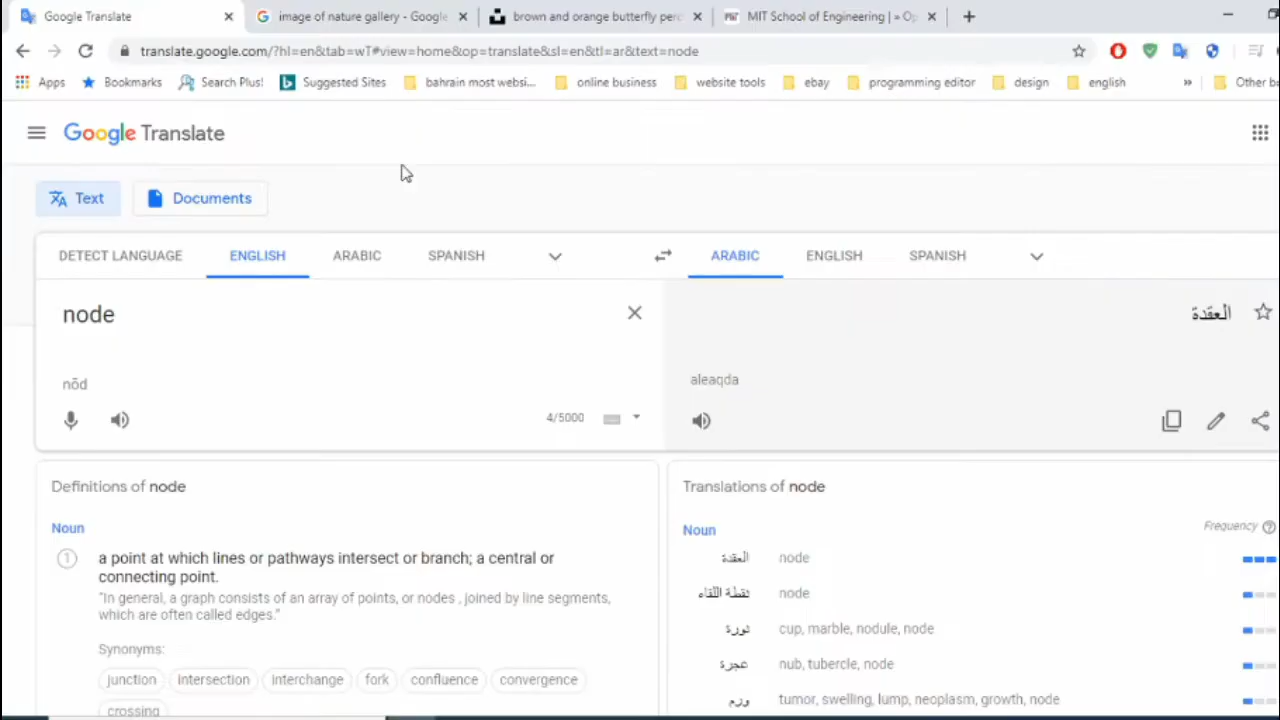 Google Translate
image of nature gallery - Google
brown and orange butterfly perc
MIT School of Engineering | » Op
translate.google.com/?hl=en&tab=wT#view=home&op=translate&sl=en&tl=ar&text=node
Apps Bookmarks Search Plus! Suggested Sites bahrain most websi... online business website tools ebay programming editor design english » Other b
Google Translate
Text Documents
DETECT LANGUAGE ENGLISH ARABIC SPANISH ARABIC ENGLISH SPANISH
node
العقدة
nōd
aleaqda
4/5000
Definitions of node
Noun
1 a point at which lines or pathways intersect or branch; a central or
connecting point.
"In general, a graph consists of an array of points, or nodes , joined by line segments,
which are often called edges."
Synonyms:
junction intersection interchange fork confluence convergence
crossing
Translations of node
Noun Frequency
العقدة node
نقطة اللقاء node
cup, marble, nodule, node
عجرة nub, tubercle, node
ورم tumor, swelling, lump, neoplasm, growth, node